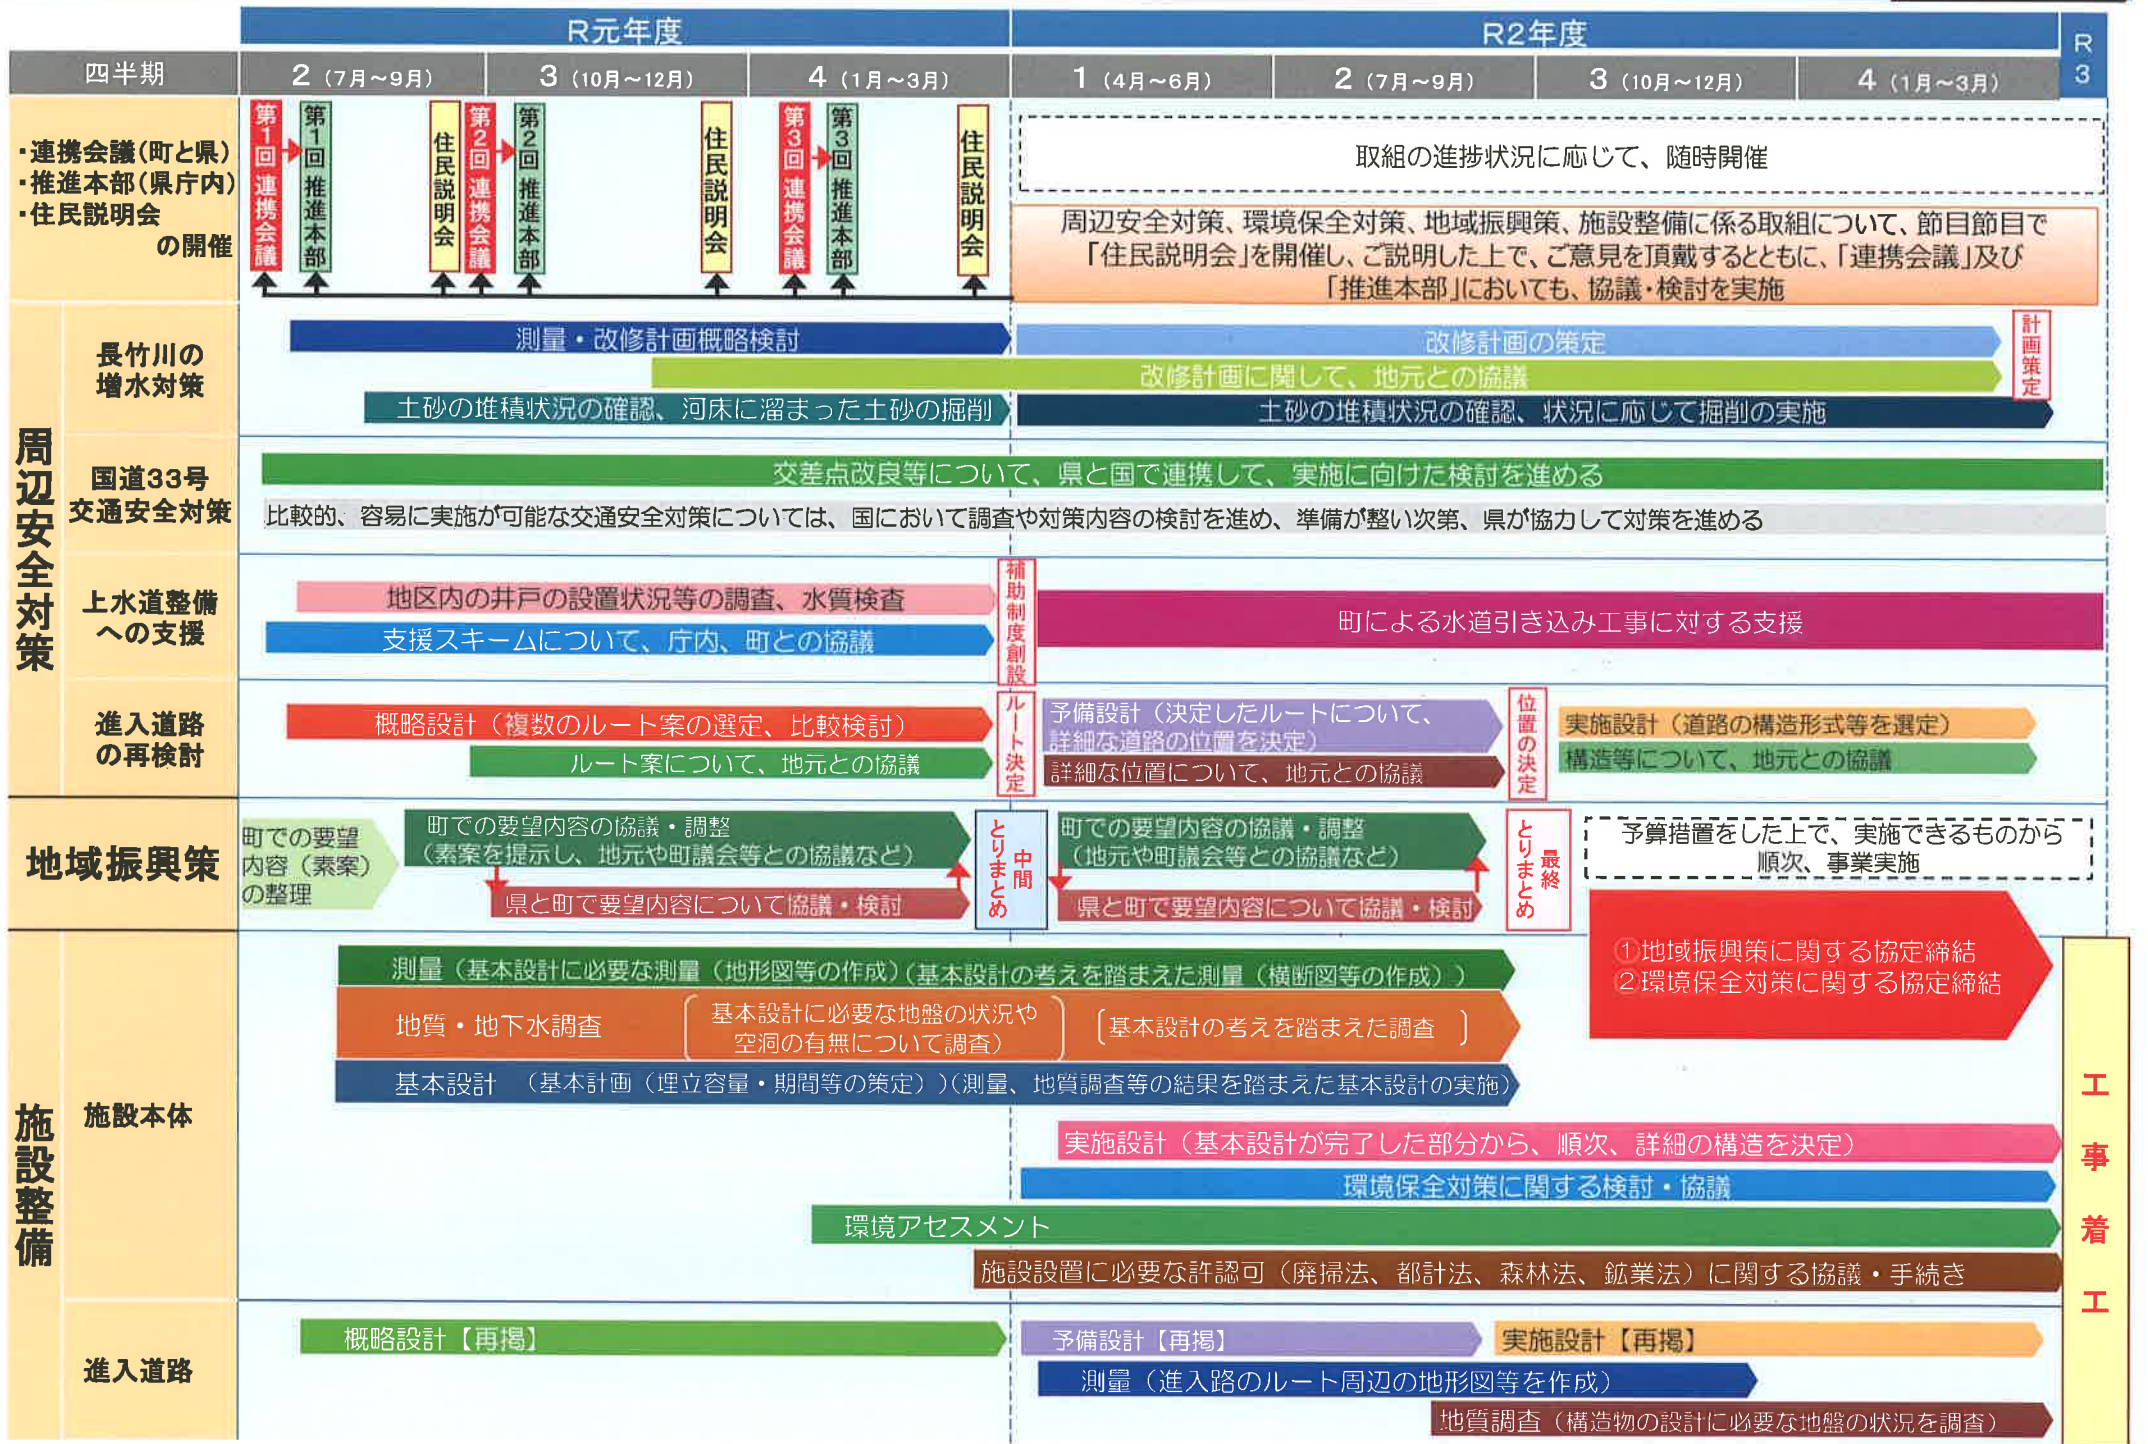 R元年度
R2年度
R
3
四半期
2（7月～9月）
3（10月～12月）
4（1月～3月）
1（4月～6月）
2（7月～9月）
3（10月～12月）
4（1月～3月）
・連携会議(町と県)
・推進本部(県庁内)
・住民説明会
の開催
第1回 連携会議
第1回 推進本部
住民説明会
第2回 連携会議
第2回 推進本部
住民説明会
第3回 連携会議
第3回 推進本部
住民説明会
取組の進捗状況に応じて、随時開催
周辺安全対策、環境保全対策、地域振興策、施設整備に係る取組について、節目節目で
「住民説明会」を開催し、ご説明した上で、ご意見を頂戴するとともに、「連携会議」及び
「推進本部」においても、協議・検討を実施
周辺安全対策
長竹川の
増水対策
測量・改修計画概略検討
改修計画の策定
計画策定
改修計画に関して、地元との協議
土砂の堆積状況の確認、河床に溜まった土砂の掘削
土砂の堆積状況の確認、状況に応じて掘削の実施
国道33号
交通安全対策
交差点改良等について、県と国で連携して、実施に向けた検討を進める
比較的、容易に実施が可能な交通安全対策については、国において調査や対策内容の検討を進め、準備が整い次第、県が協力して対策を進める
上水道整備
への支援
地区内の井戸の設置状況等の調査、水質検査
支援スキームについて、庁内、町との協議
補助制度創設
町による水道引き込み工事に対する支援
進入道路
の再検討
概略設計（複数のルート案の選定、比較検討）
ルート案について、地元との協議
ルート決定
予備設計（決定したルートについて、
詳細な道路の位置を決定）
詳細な位置について、地元との協議
位置の決定
実施設計（道路の構造形式等を選定）
構造等について、地元との協議
地域振興策
町での要望
内容（素案）
の整理
町での要望内容の協議・調整
（素案を提示し、地元や町議会等との協議など）
県と町で要望内容について協議・検討
中間
とりまとめ
町での要望内容の協議・調整
（地元や町議会等との協議など）
県と町で要望内容について協議・検討
最終
とりまとめ
予算措置をした上で、実施できるものから
順次、事業実施
①地域振興策に関する協定締結
②環境保全対策に関する協定締結
施設整備
施設本体
測量（基本設計に必要な測量（地形図等の作成）（基本設計の考えを踏まえた測量（横断図等の作成））
地質・地下水調査
基本設計に必要な地盤の状況や
空洞の有無について調査）
〔基本設計の考えを踏まえた調査　〕
基本設計　（基本計画（埋立容量・期間等の策定））（測量、地質調査等の結果を踏まえた基本設計の実施）
実施設計（基本設計が完了した部分から、順次、詳細の構造を決定）
環境保全対策に関する検討・協議
環境アセスメント
施設設置に必要な許認可（廃掃法、都計法、森林法、鉱業法）に関する協議・手続き
工事着工
進入道路
概略設計【再掲】
予備設計【再掲】
実施設計【再掲】
測量（進入路のルート周辺の地形図等を作成）
地質調査（構造物の設計に必要な地盤の状況を調査）